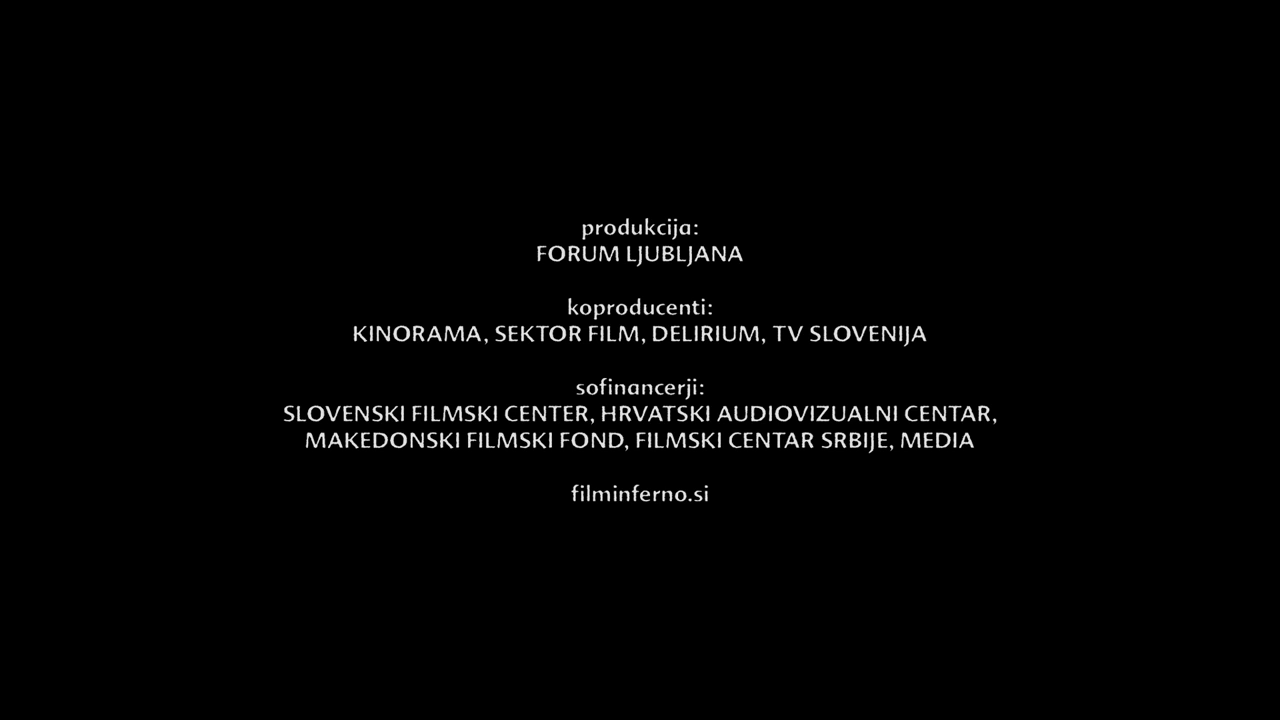 produkcija:
FORUM LJUBLJANA
koproducenti:
KINORAMA, SEKTOR FILM, DELIRIUM, TV SLOVENIJA
sofinancerji:
SLOVENSKI FILMSKI CENTER, HRVATSKI AUDIOVIZUALNI CENTAR,
MAKEDONSKI FILMSKI FOND, FILMSKI CENTAR SRBIJE, MEDIA
filminferno.si